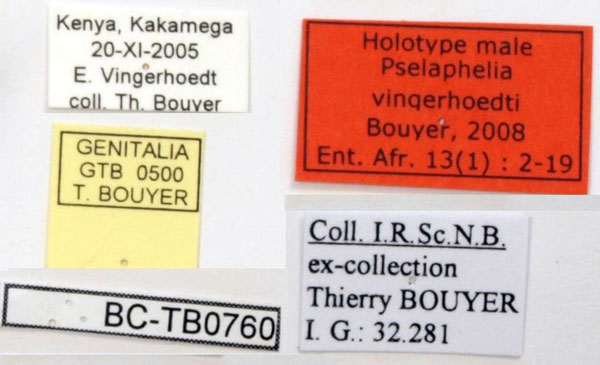 Kenya, Kakamega
20-XI-2005
E. Vingerhoedt
coll. Th. Bouyer
Holotype male
Pselaphelia
vingerhoedti
Bouyer, 2008
Ent. Afr. 13(1) : 2-19
GENITALIA
GTB 0500
T. BOUYER
Coll. I.R.Sc.N.B.
ex-collection
Thierry BOUYER
I. G.: 32.281
BC-TB0760